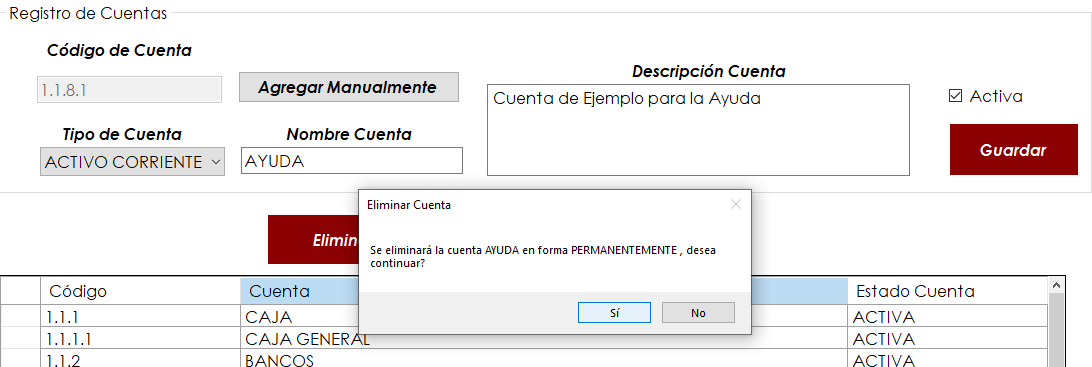 Registro de Cuentas
Código de Cuenta
1.1.8.1
Agregar Manualmente
Descripción Cuenta
Cuenta de Ejemplo para la Ayuda
Activa
Tipo de Cuenta
Nombre Cuenta
ACTIVO CORRIENTE
AYUDA
Guardar
Eliminar Cuenta
Se eliminará la cuenta AYUDA en forma PERMANENTEMENTE , desea
continuar?
Sí
No
Código
Cuenta
Estado Cuenta
1.1.1
CAJA
ACTIVA
1.1.1.1
CAJA GENERAL
ACTIVA
1.1.2
BANCOS
ACTIVA